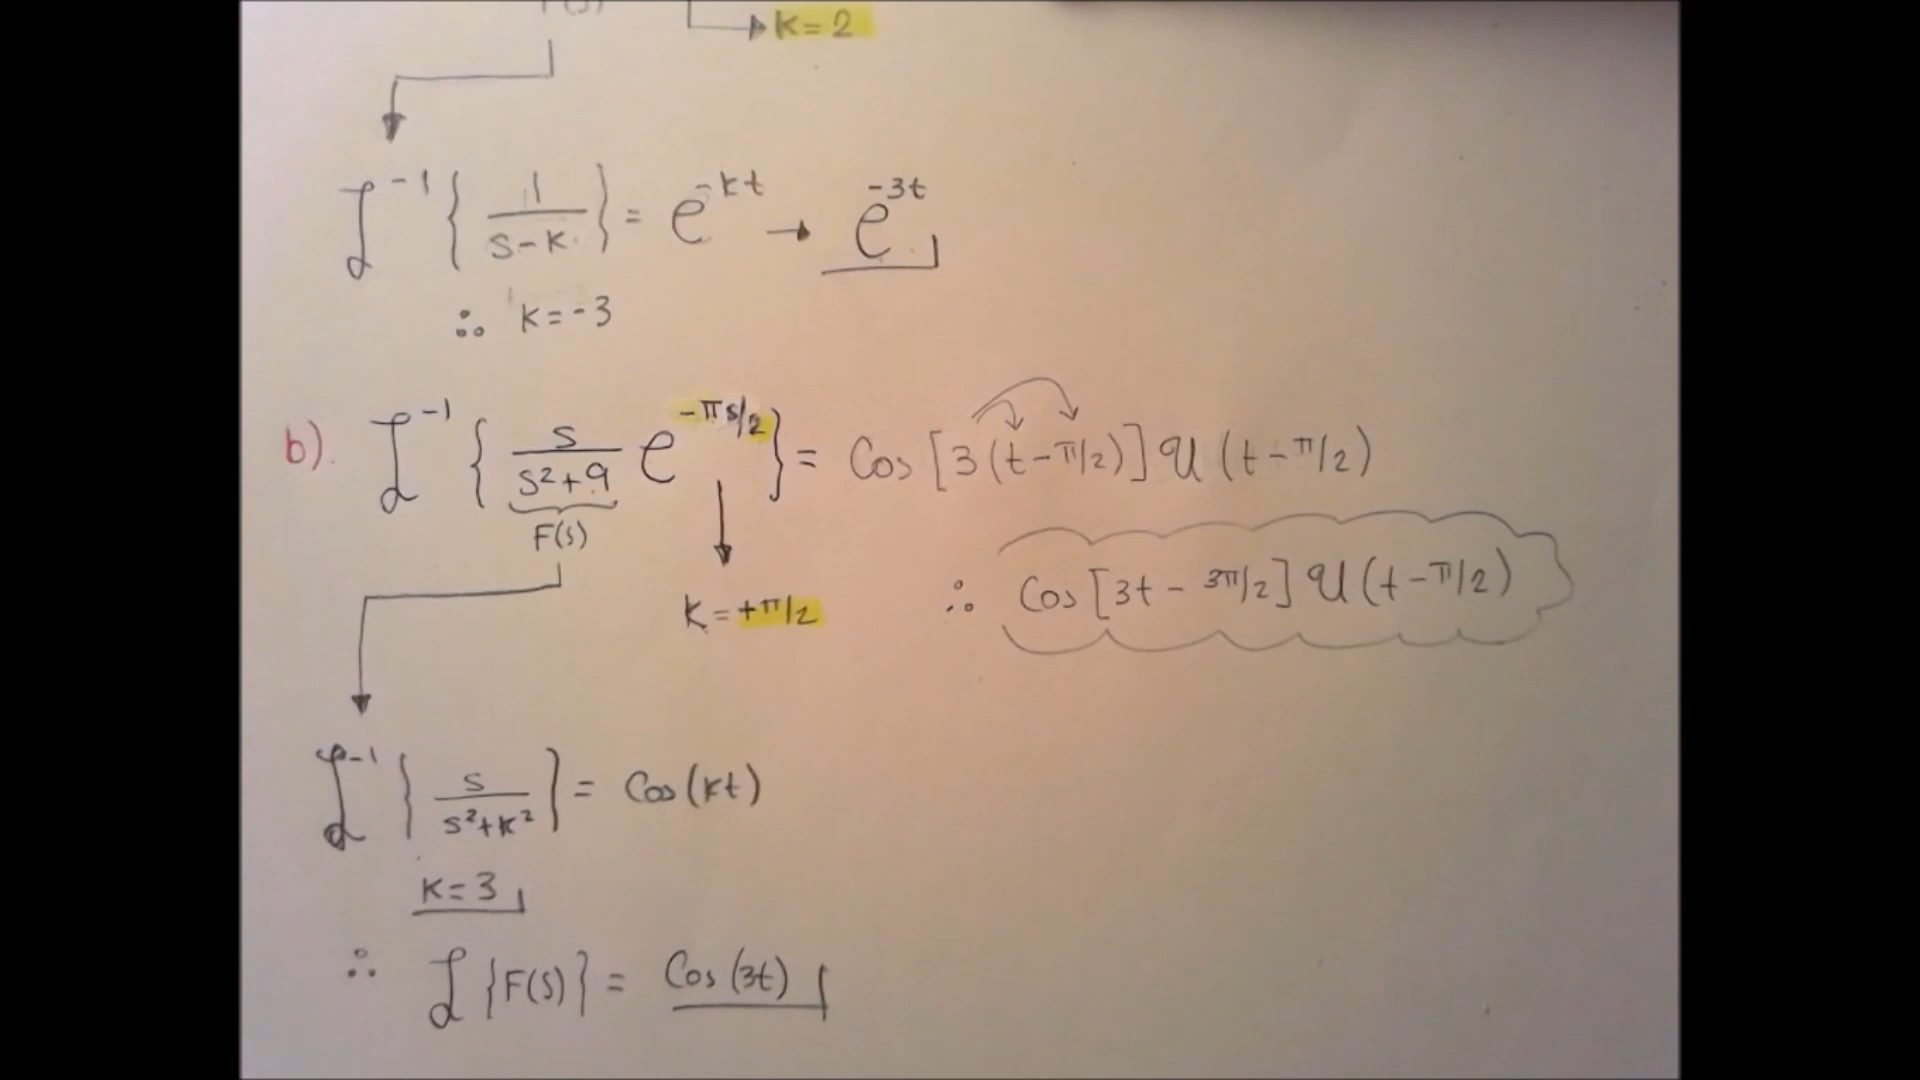 F(s)
K=2
ℒ⁻¹{ 1/(s-k) } = e^(-kt) → e^(-3t)
∴ k=-3
b). ℒ⁻¹{ s/(s²+9) e^(-πs/2) } = Cos[3(t-π/2)] 𝒰(t-π/2)
F(s)
K=+π/2
∴ Cos[3t - 3π/2] 𝒰(t-π/2)
ℒ⁻¹{ s/(s²+k²) } = Cos(kt)
K=3
∴ ℒ{F(s)} = Cos(3t)